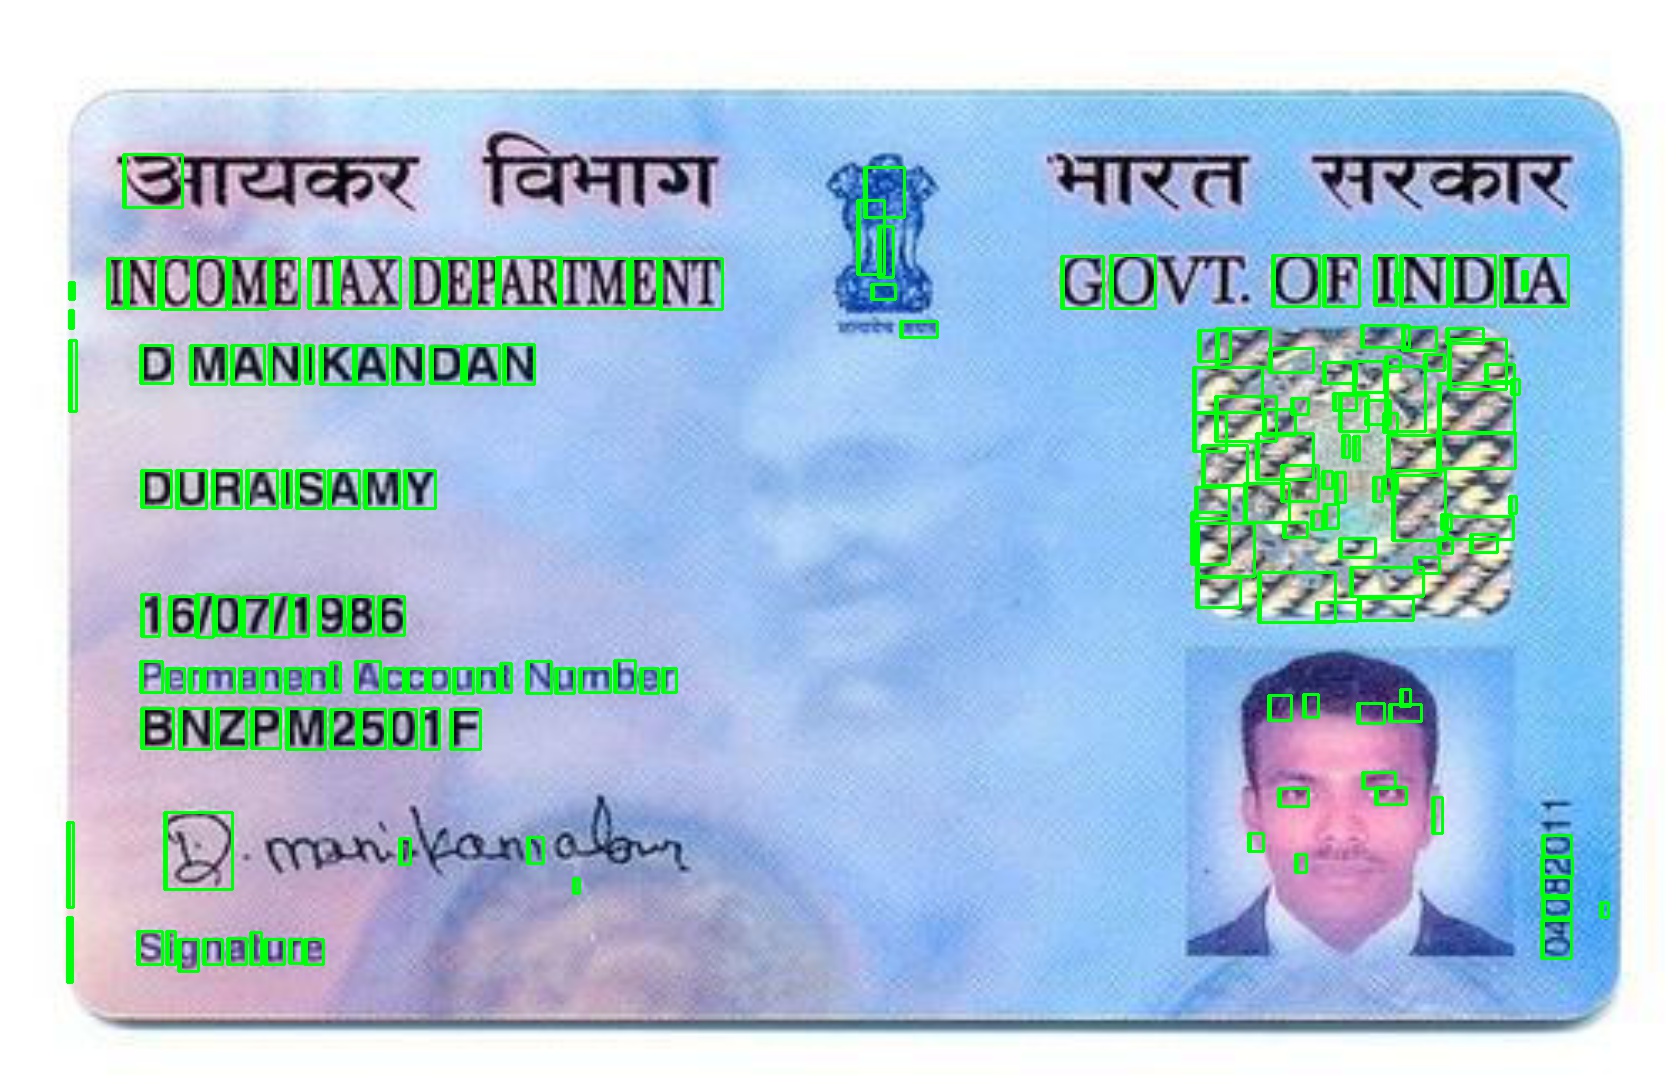 आयकर विभाग
भारत सरकार
INCOME TAX DEPARTMENT
GOVT. OF INDIA
सत्यमेव जयते
D MANIKANDAN
DURAISAMY
16/07/1986
Permanent Account Number
BNZPM2501F
D. manikandan
Signature
04082011